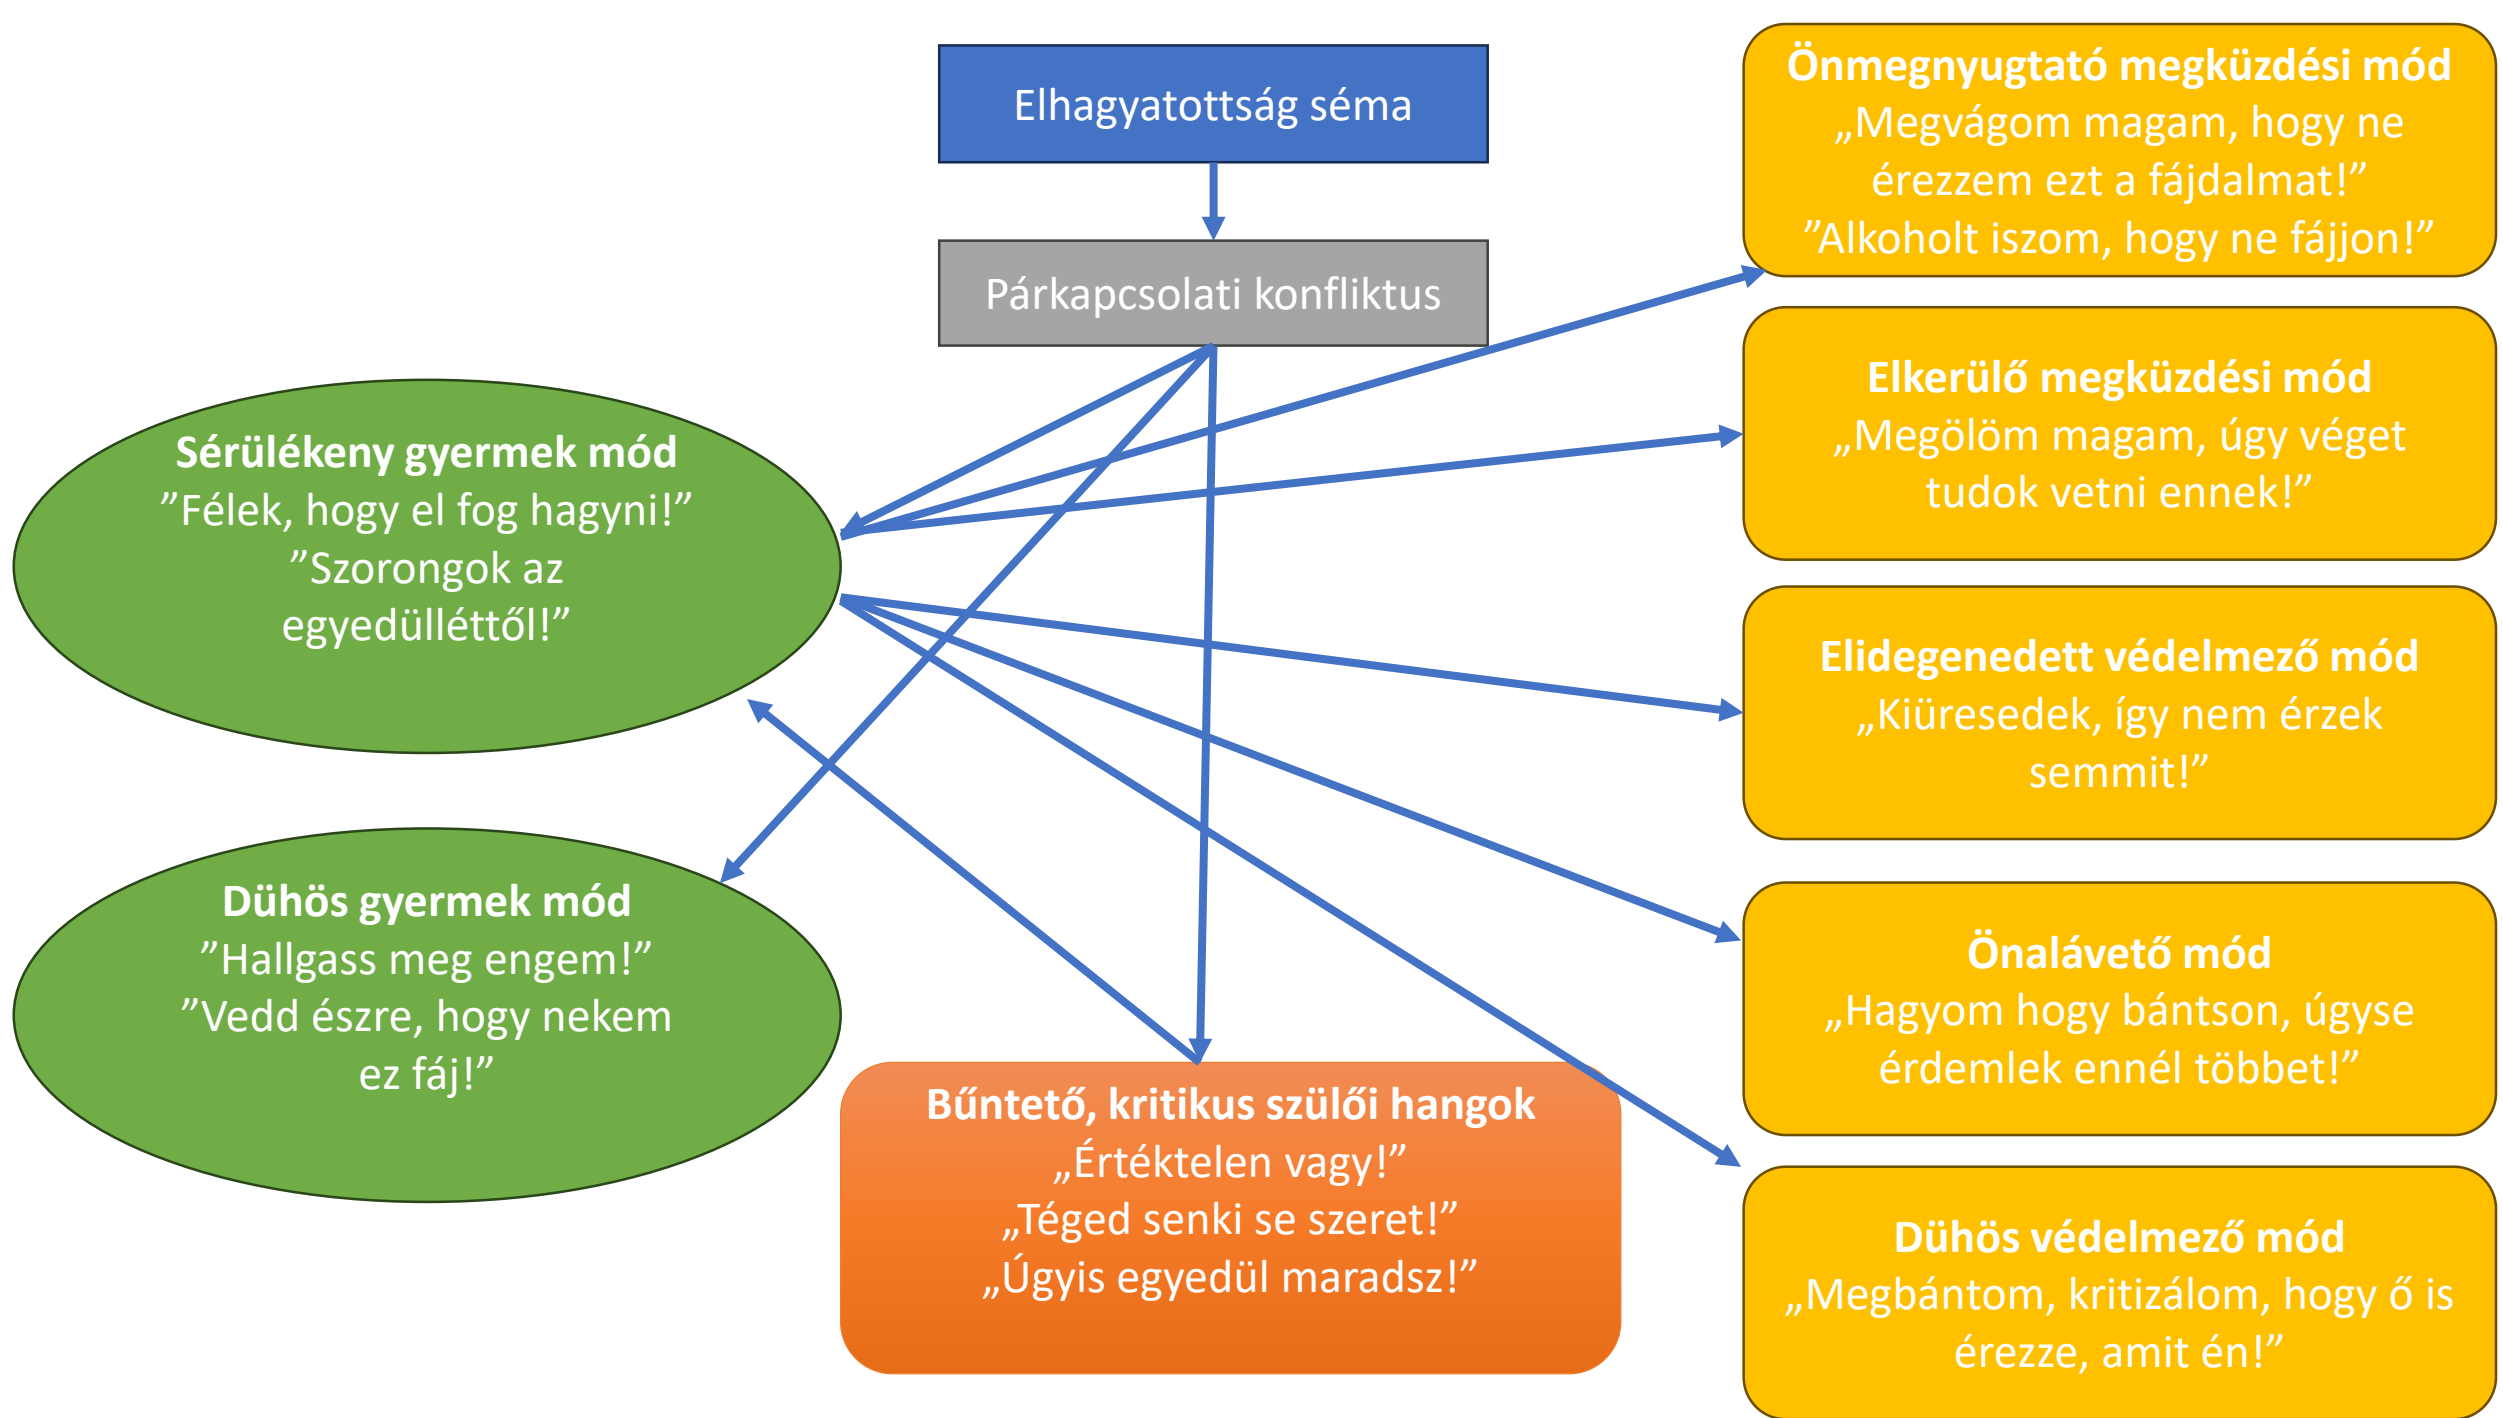 Elhagyatottság séma
Párkapcsolati konfliktus
Sérülékeny gyermek mód
”Félek, hogy el fog hagyni!”
”Szorongok az
egyedülléttől!”
Dühös gyermek mód
”Hallgass meg engem!”
”Vedd észre, hogy nekem
ez fáj!”
Bűntető, kritikus szülői hangok
„Értéktelen vagy!”
„Téged senki se szeret!”
„Úgyis egyedül maradsz!”
Önmegnyugtató megküzdési mód
„Megvágom magam, hogy ne
érezzem ezt a fájdalmat!”
”Alkoholt iszom, hogy ne fájjon!”
Elkerülő megküzdési mód
„Megölöm magam, úgy véget
tudok vetni ennek!”
Elidegenedett védelmező mód
„Kiüresedek, így nem érzek
semmit!”
Önalávető mód
„Hagyom hogy bántson, úgyse
érdemlek ennél többet!”
Dühös védelmező mód
„Megbántom, kritizálom, hogy ő is
érezze, amit én!”